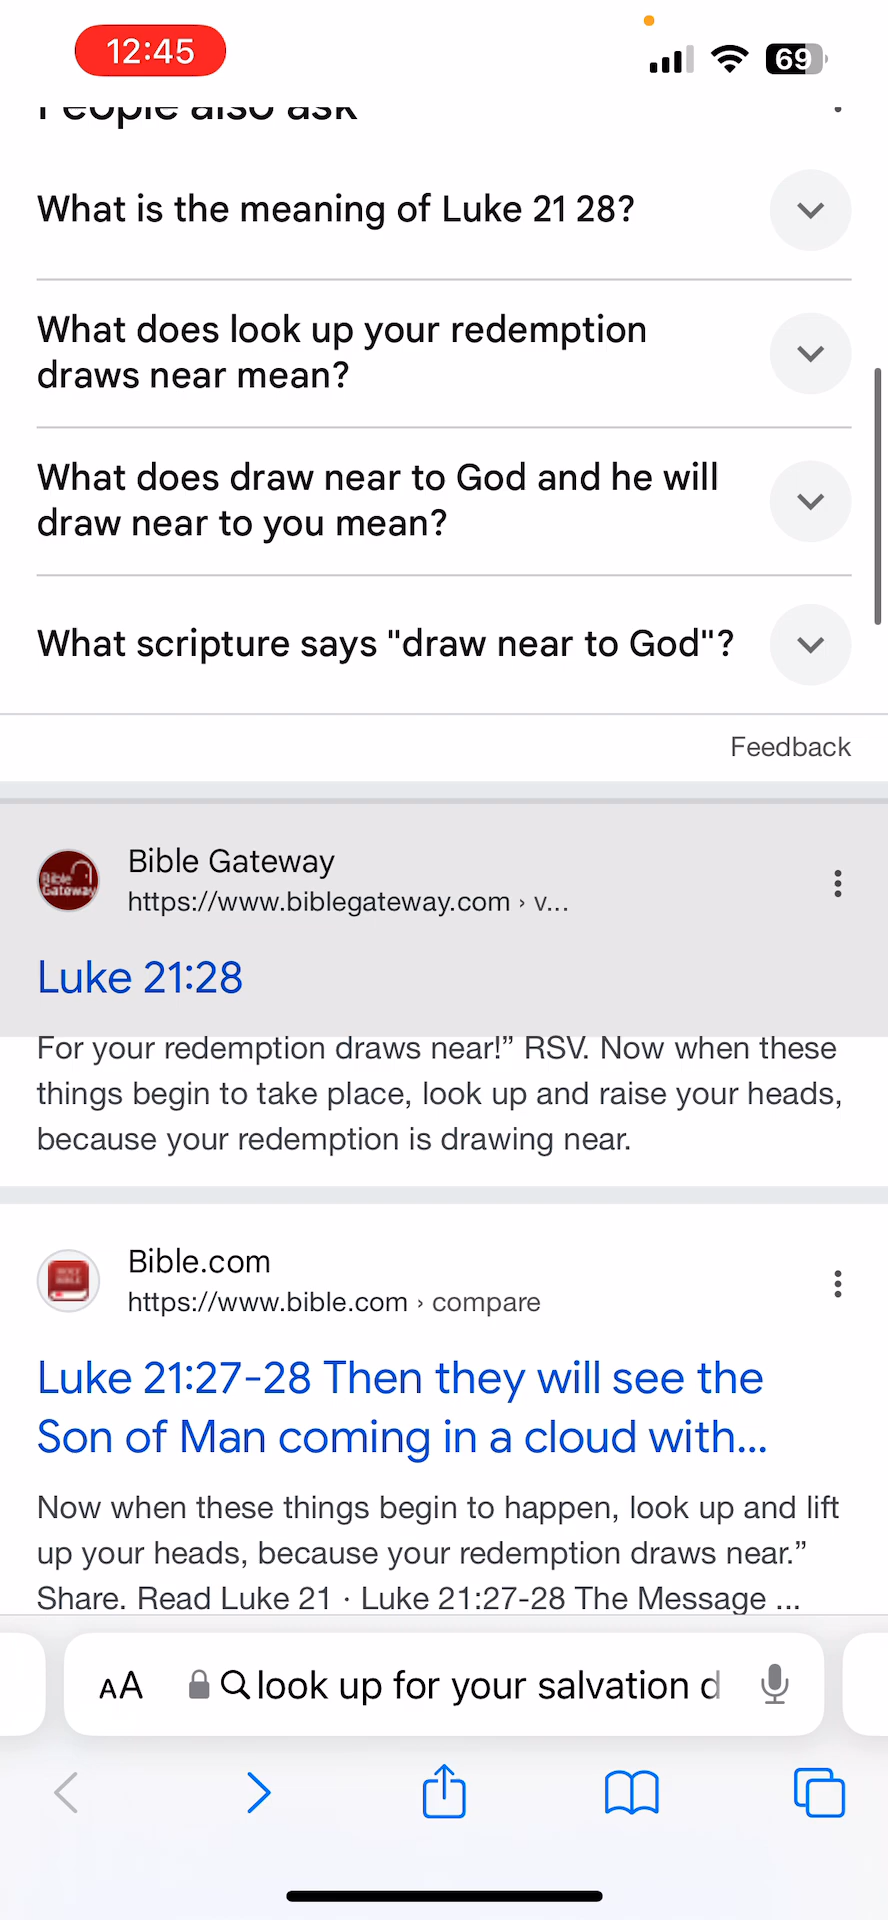 12:45
69
People also ask
What is the meaning of Luke 21 28?
What does look up your redemption
draws near mean?
What does draw near to God and he will
draw near to you mean?
What scripture says "draw near to God"?
Feedback
Bible Gateway
Bible Gateway
https://www.biblegateway.com › v...
Luke 21:28
For your redemption draws near!” RSV. Now when these
things begin to take place, look up and raise your heads,
because your redemption is drawing near.
HOLY BIBLE
Bible.com
https://www.bible.com › compare
Luke 21:27-28 Then they will see the
Son of Man coming in a cloud with...
Now when these things begin to happen, look up and lift
up your heads, because your redemption draws near.”
Share. Read Luke 21 · Luke 21:27-28 The Message ...
AA look up for your salvation d